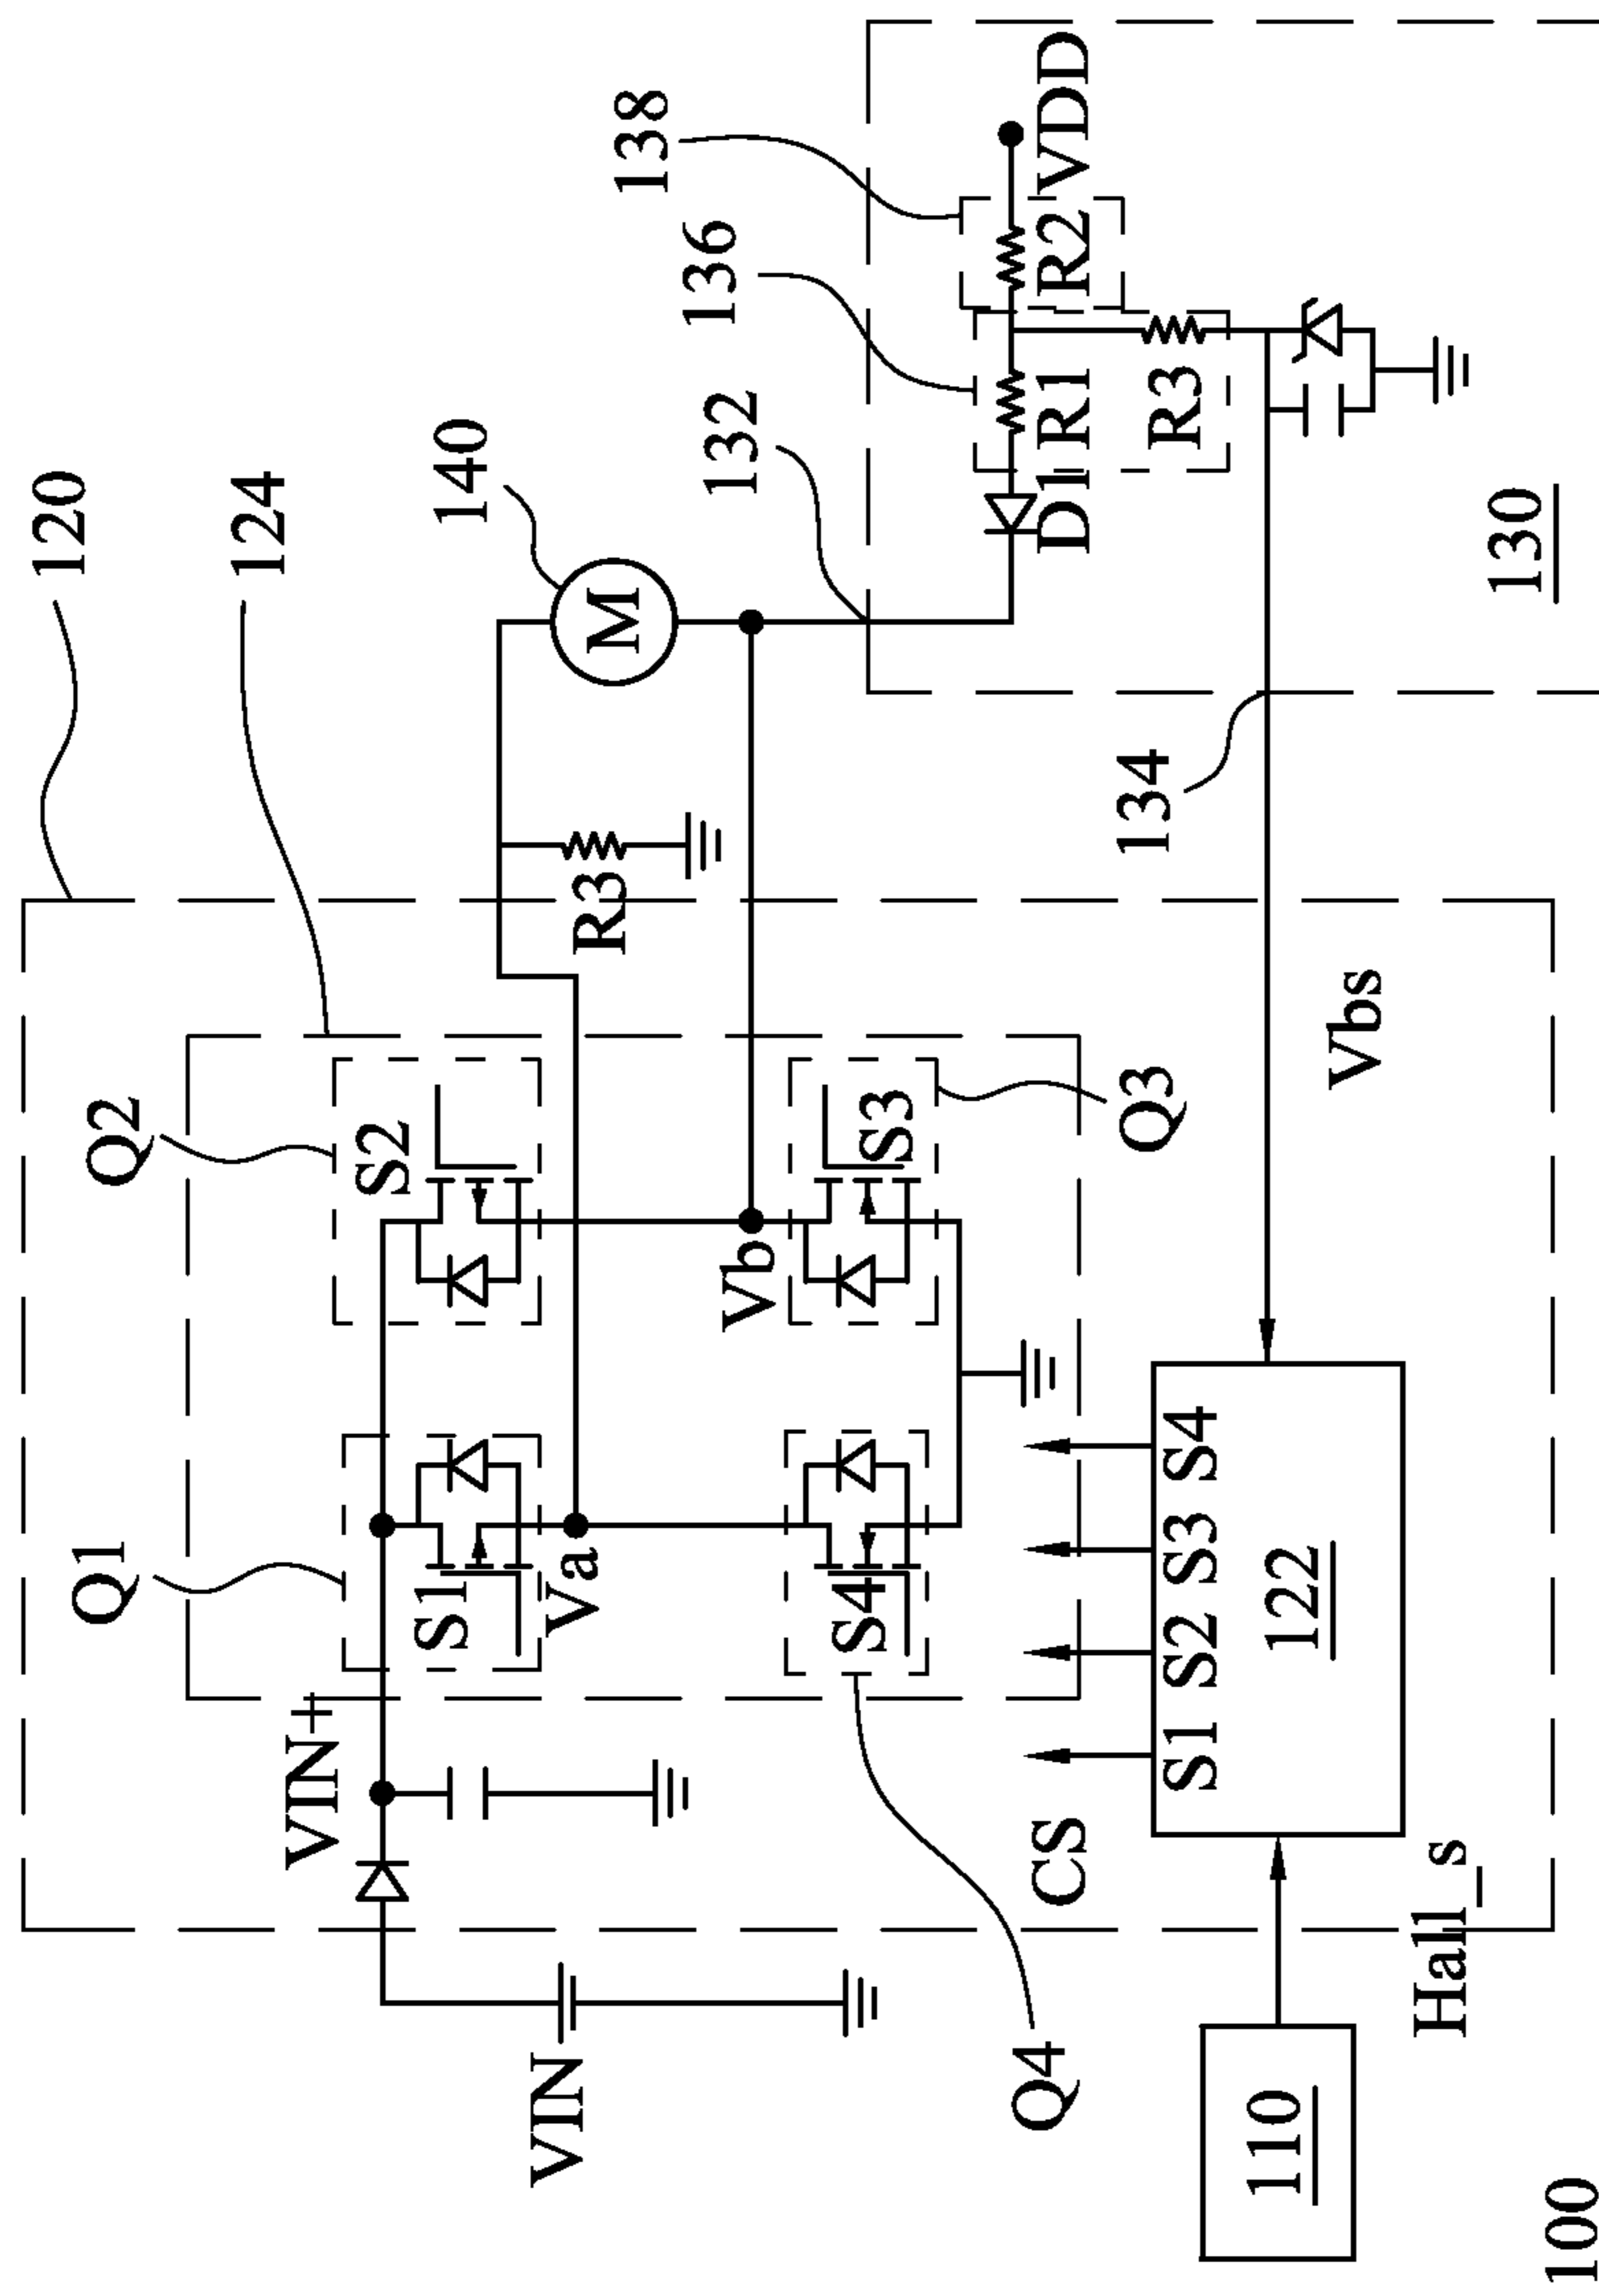 120
Q1
Q2
124
VIN+
S2
S1
140
VIN
Va
R3
M
138
136
132
Vb
S4
S3
Q4
CS
D1 R1 R2 VDD
134
Q3
R3
S1 S2 S3 S4
110
122
Vbs
Hall_s
130
100